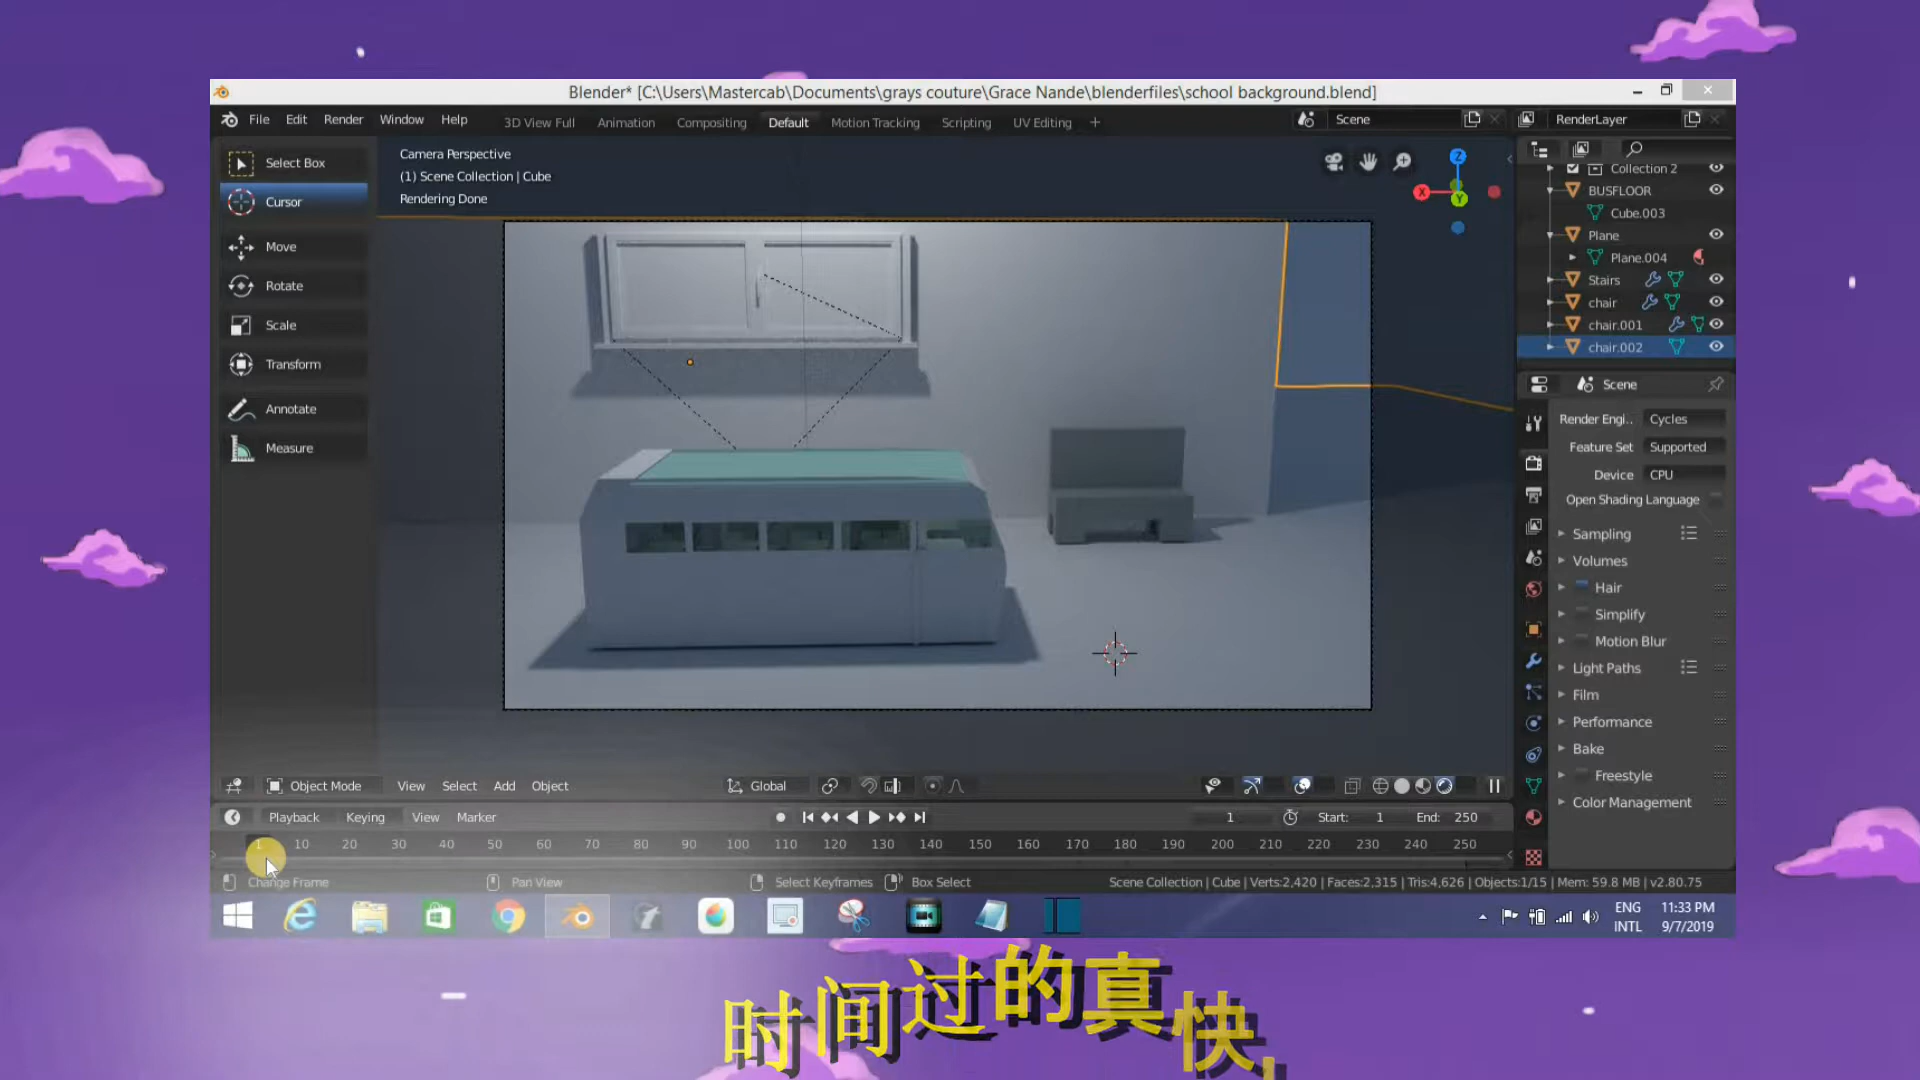 Blender* [C:\Users\Mastercab\Documents\grays couture\Grace Nande\blenderfiles\school background.blend]
File Edit Render Window Help 3D View Full Animation Compositing Default Motion Tracking Scripting UV Editing + Scene RenderLayer
Select Box
Cursor
Move
Rotate
Scale
Transform
Annotate
Measure
Camera Perspective
(1) Scene Collection | Cube
Rendering Done
Z
X
Y
Collection 2
BUSFLOOR
Cube.003
Plane
Plane.004
Stairs
chair
chair.001
chair.002
Scene
Render Engi.. Cycles
Feature Set Supported
Device CPU
Open Shading Language
Sampling
Volumes
Hair
Simplify
Motion Blur
Light Paths
Film
Performance
Bake
Freestyle
Color Management
Object Mode View Select Add Object Global
Playback Keying View Marker 1 Start: 1 End: 250
1 10 20 30 40 50 60 70 80 90 100 110 120 130 140 150 160 170 180 190 200 210 220 230 240 250
Change Frame Pan View Select Keyframes Box Select Scene Collection | Cube | Verts:2,420 | Faces:2,315 | Tris:4,626 | Objects:1/15 | Mem: 59.8 MB | v2.80.75
ENG 11:33 PM
INTL 9/7/2019
时间过的真快,